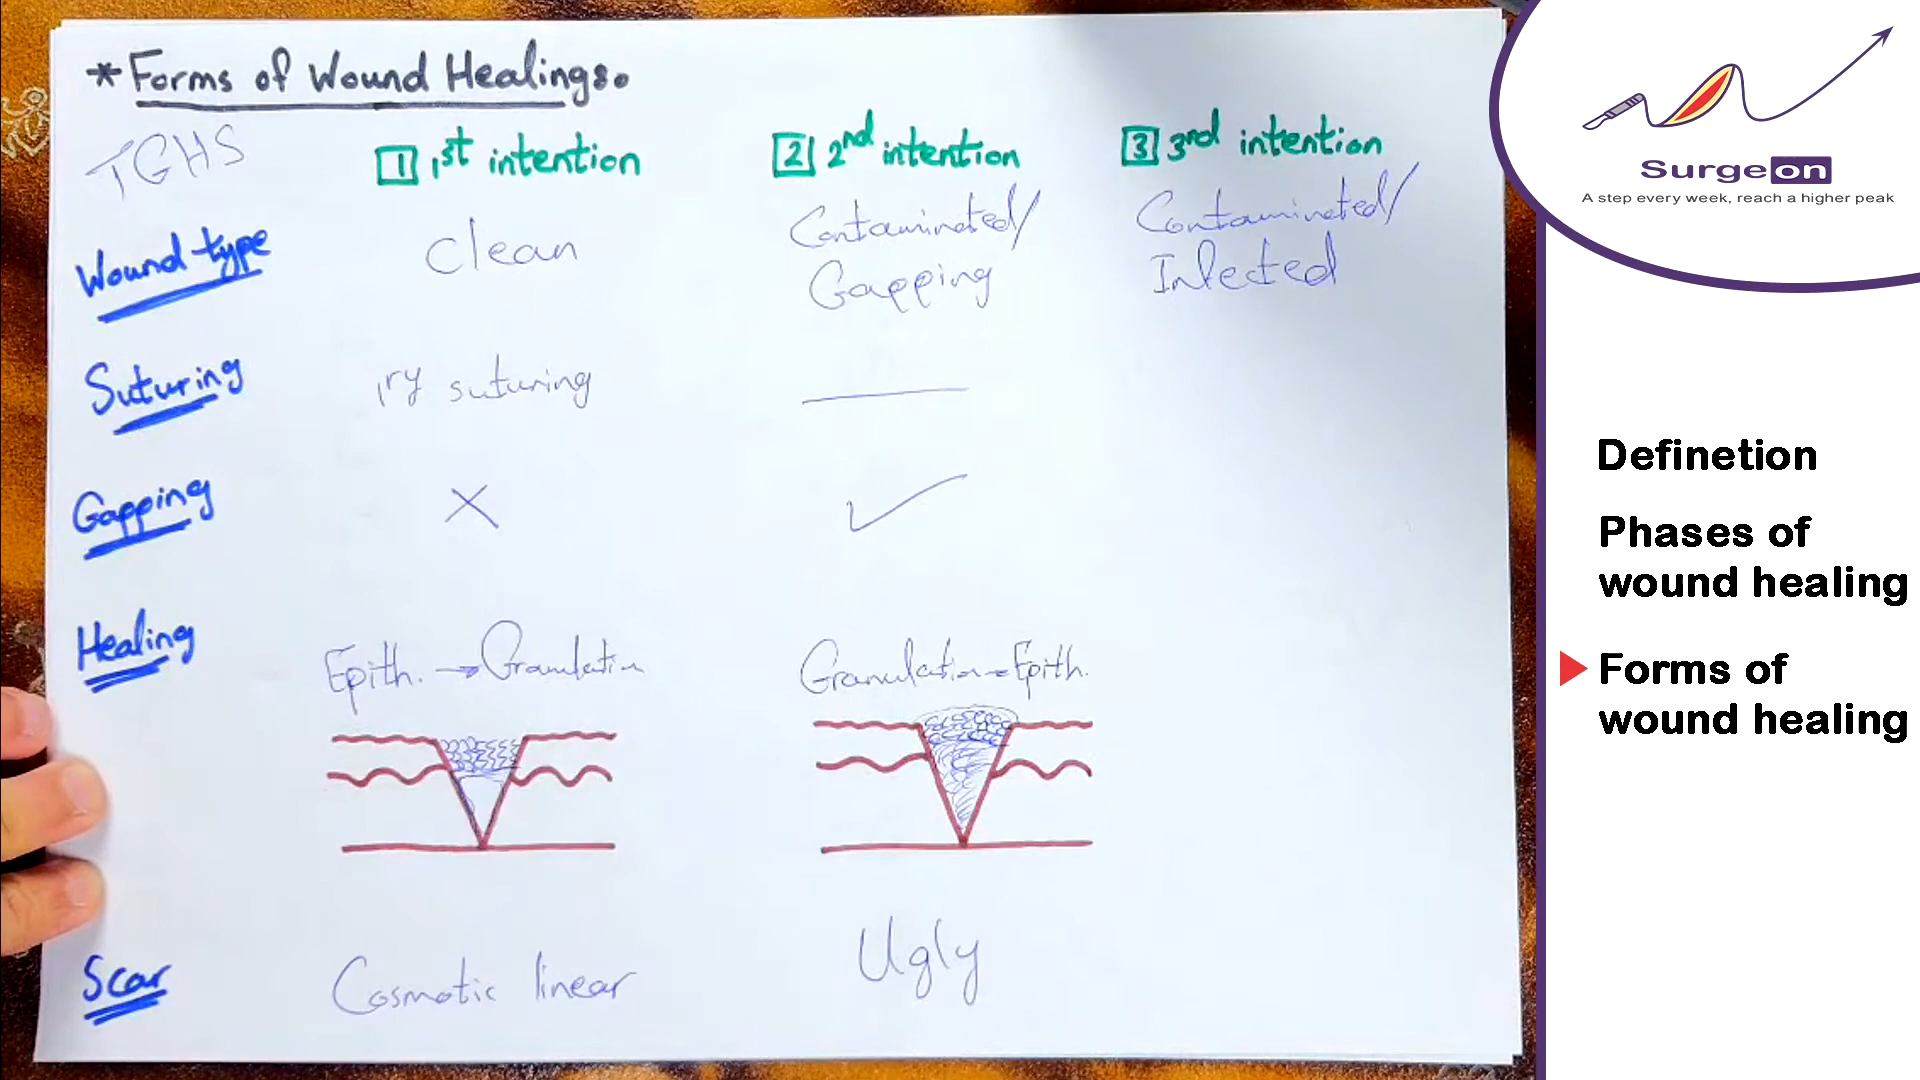 * Forms of Wound Healings.
TGHS
1 1st intention
2 2nd intention
3 3rd intention
Wound type
Clean
Contaminated/
Gapping
Contaminated/
Infected
Suturing
1ry suturing
Gapping
Healing
Epith. → Granulation
Granulation → Epith.
Scar
Cosmotic linear
Ugly
Surgeon
A step every week, reach a higher peak
Definetion
Phases of
wound healing
Forms of
wound healing